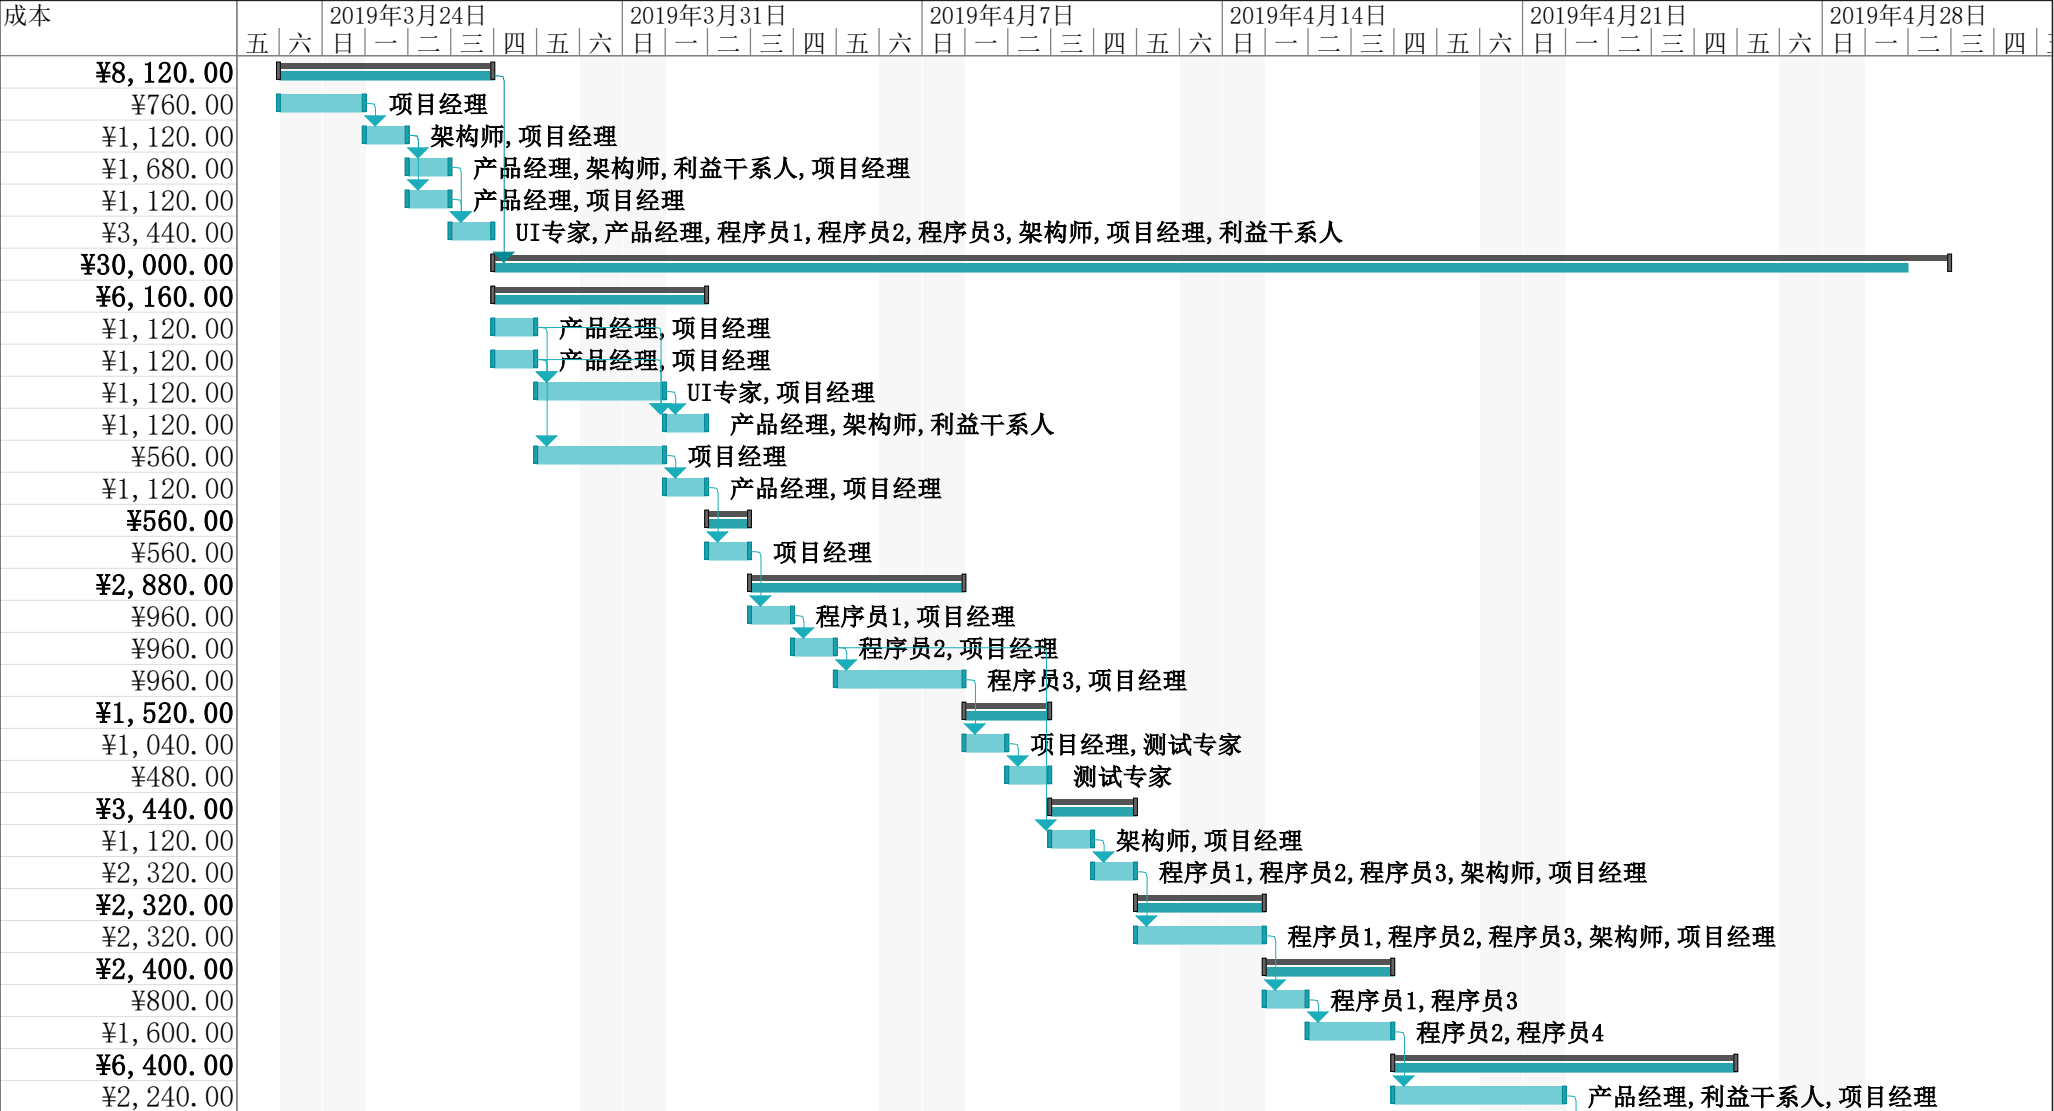 成本 2019年3月24日 2019年3月31日 2019年4月7日 2019年4月14日 2019年4月21日 2019年4月28日
五 六 日 一 二 三 四 五 六 日 一 二 三 四 五 六 日 一 二 三 四 五 六 日 一 二 三 四 五 六 日 一 二 三 四 五 六 日 一 二 三 四
¥8,120.00
¥760.00 项目经理
¥1,120.00 架构师,项目经理
¥1,680.00 产品经理,架构师,利益干系人,项目经理
¥1,120.00 产品经理,项目经理
¥3,440.00 UI专家,产品经理,程序员1,程序员2,程序员3,架构师,项目经理,利益干系人
¥30,000.00
¥6,160.00
¥1,120.00 产品经理,项目经理
¥1,120.00 产品经理,项目经理
¥1,120.00 UI专家,项目经理
¥1,120.00 产品经理,架构师,利益干系人
¥560.00 项目经理
¥1,120.00 产品经理,项目经理
¥560.00
¥560.00 项目经理
¥2,880.00
¥960.00 程序员1,项目经理
¥960.00 程序员2,项目经理
¥960.00 程序员3,项目经理
¥1,520.00
¥1,040.00 项目经理,测试专家
¥480.00 测试专家
¥3,440.00
¥1,120.00 架构师,项目经理
¥2,320.00 程序员1,程序员2,程序员3,架构师,项目经理
¥2,320.00
¥2,320.00 程序员1,程序员2,程序员3,架构师,项目经理
¥2,400.00
¥800.00 程序员1,程序员3
¥1,600.00 程序员2,程序员4
¥6,400.00
¥2,240.00 产品经理,利益干系人,项目经理